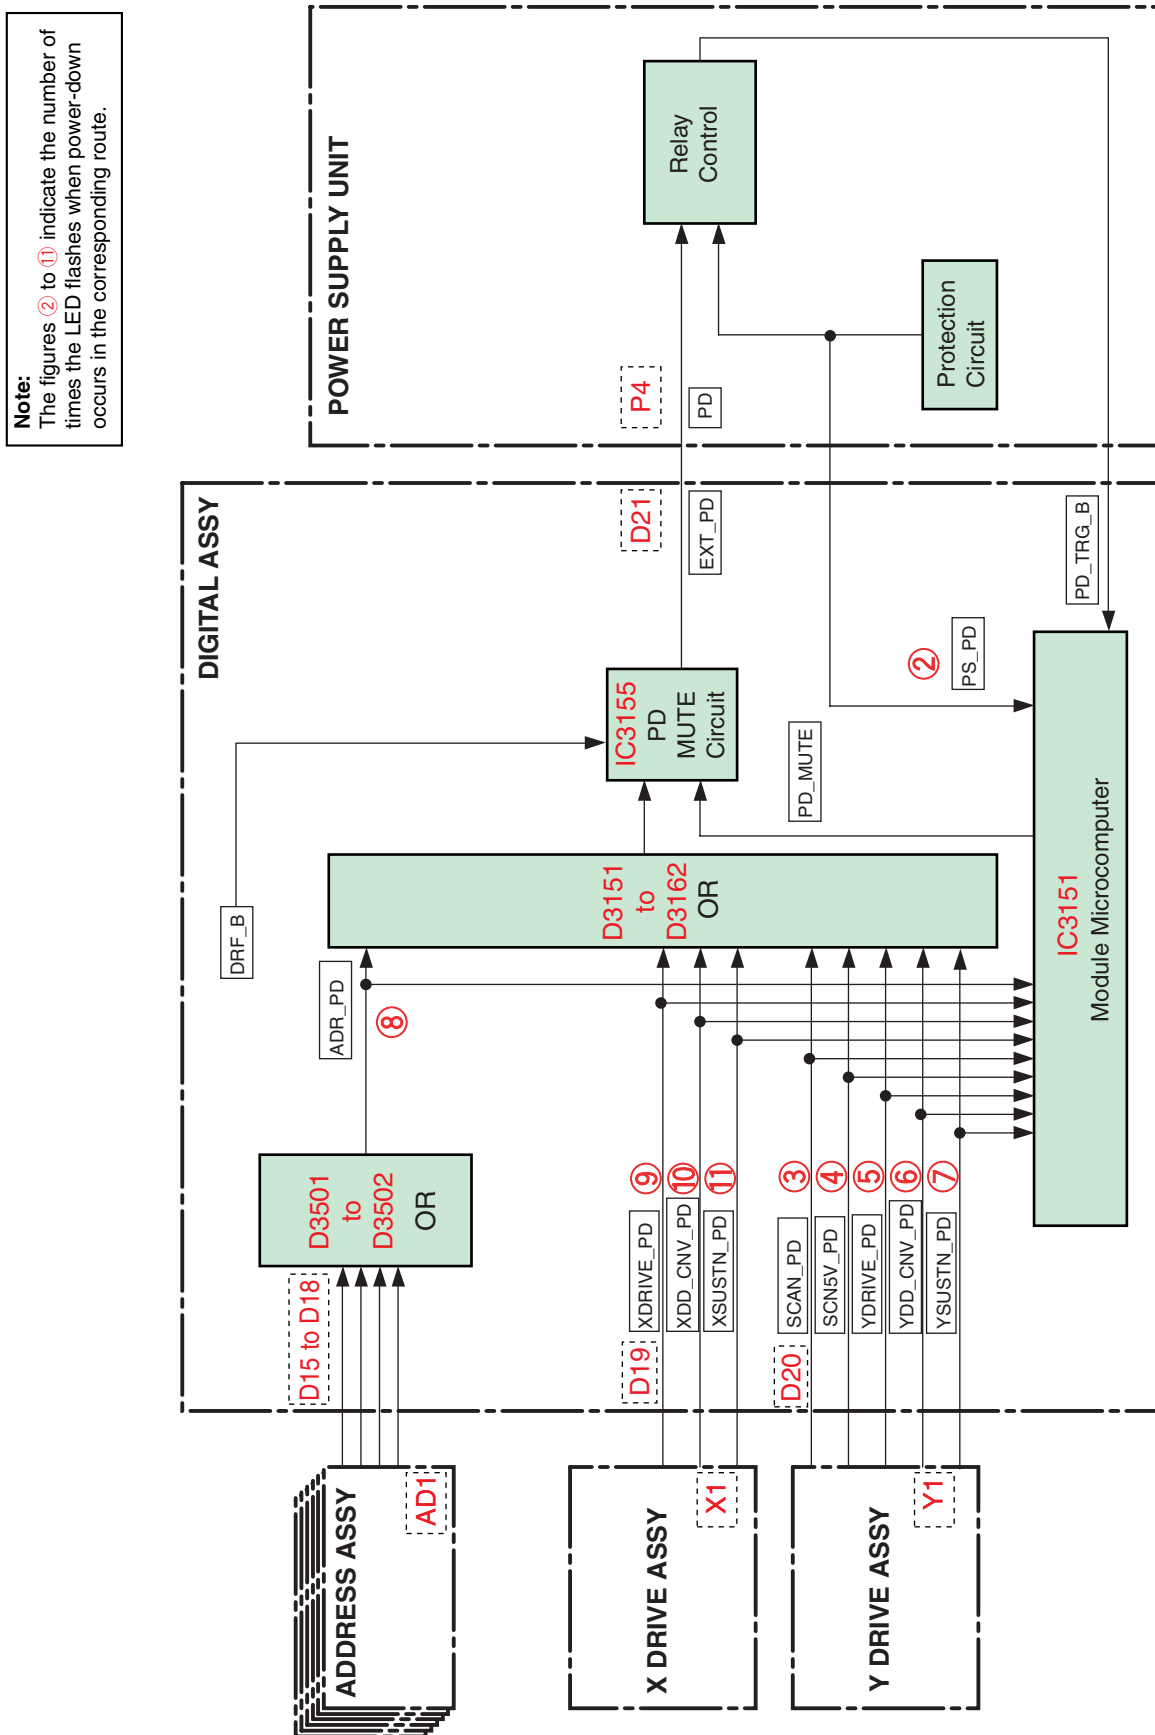 Note:
The figures ② to ⑪ indicate the number of
times the LED flashes when power-down
occurs in the corresponding route.
POWER SUPPLY UNIT
Relay
Control
Protection
Circuit
P4
PD
DIGITAL ASSY
D21
EXT_PD
PD_TRG_B
②
PS_PD
IC3155
PD
MUTE
Circuit
PD_MUTE
DRF_B
D3151
to
D3162
OR
ADR_PD
⑧
IC3151
Module Microcomputer
D3501
to
D3502
OR
D15 to D18
⑨
XDRIVE_PD
⑩
XDD_CNV_PD
⑪
XSUSTN_PD
D19
③
SCAN_PD
④
SCN5V_PD
⑤
YDRIVE_PD
⑥
YDD_CNV_PD
⑦
YSUSTN_PD
D20
ADDRESS ASSY
AD1
X DRIVE ASSY
X1
Y DRIVE ASSY
Y1